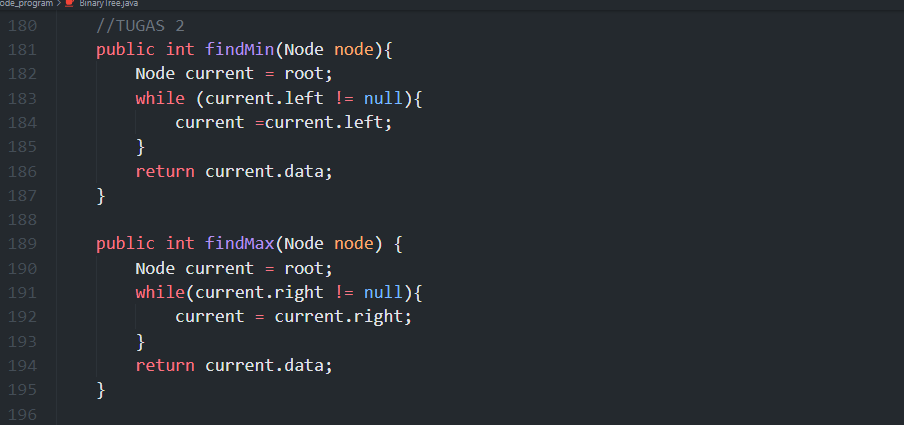 ode_program > BinaryTree.java
180 //TUGAS 2
181 public int findMin(Node node){
182 Node current = root;
183 while (current.left != null){
184 current =current.left;
185 }
186 return current.data;
187 }
188
189 public int findMax(Node node) {
190 Node current = root;
191 while(current.right != null){
192 current = current.right;
193 }
194 return current.data;
195 }
196